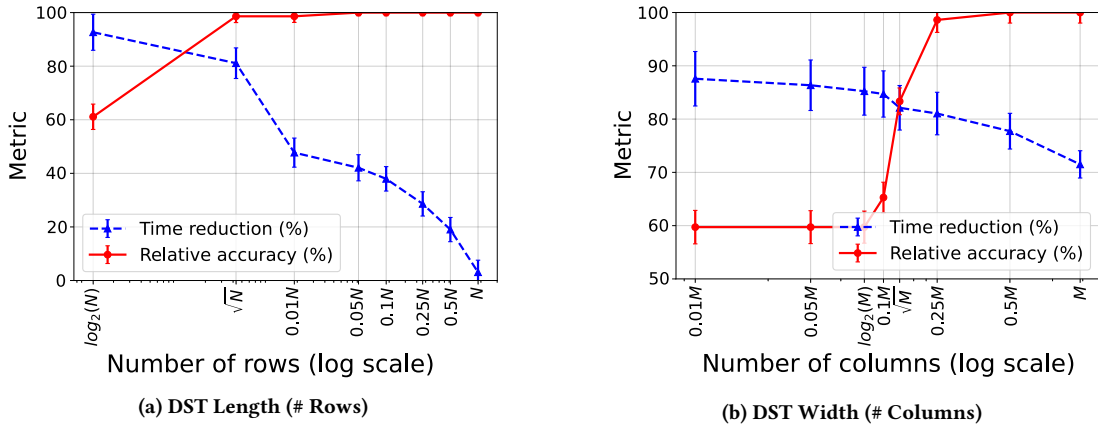 100
80
60
40
20
0
Metric
Time reduction (%)
Relative accuracy (%)
log₂(N)
√N
0.01N
0.05N
0.1N
0.25N
0.5N
N
Number of rows (log scale)
(a) DST Length (# Rows)
100
90
80
70
60
50
Metric
Time reduction (%)
Relative accuracy (%)
0.01M
0.05M
log₂(M)
0.1M
√M
0.25M
0.5M
M
Number of columns (log scale)
(b) DST Width (# Columns)